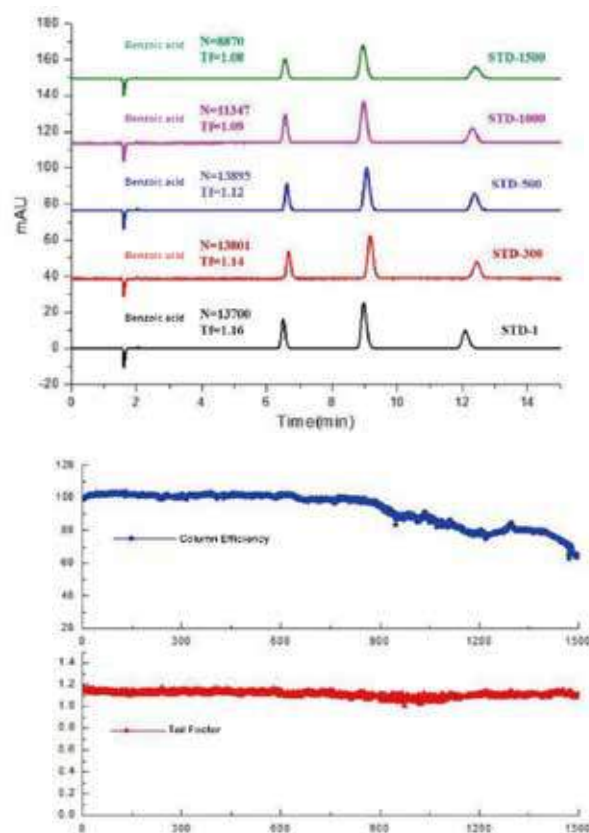 mAU
180
160
140
120
100
80
60
40
20
0
-20
Benzoic acid N=8870 Tf=1.08 STD-1500
Benzoic acid N=11347 Tf=1.09 STD-1000
Benzoic acid N=13895 Tf=1.12 STD-500
Benzoic acid N=13801 Tf=1.14 STD-300
Benzoic acid N=13700 Tf=1.16 STD-1
0 2 4 6 8 10 12 14
Time(min)
120
100
80
60
40
20
Column Efficiency
0 300 600 900 1200 1500
1.4
1.2
1.0
0.8
0.6
0.4
0.2
0.0
Tail Factor
0 300 600 900 1200 1500